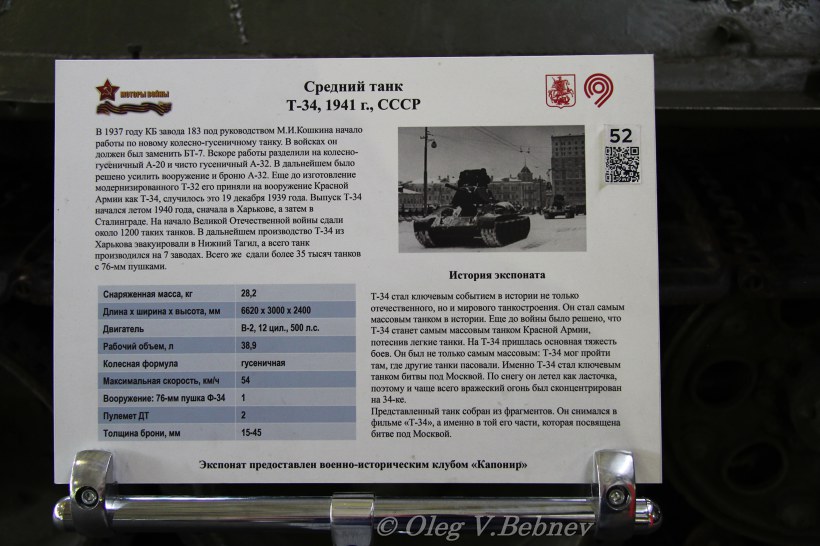 МОТОРЫ ВОЙНЫ
Средний танк
Т-34, 1941 г., СССР
В 1937 году КБ завода 183 под руководством М.И.Кошкина начало
работы по новому колесно-гусеничному танку. В войсках он
должен был заменить БТ-7. Вскоре работы разделили на колесно-
гусеничный А-20 и чисто гусеничный А-32. В дальнейшем было
решено усилить вооружение и броню А-32. Еще до изготовление
модернизированного Т-32 его приняли на вооружение Красной
Армии как Т-34, случилось это 19 декабря 1939 года. Выпуск Т-34
начался летом 1940 года, сначала в Харькове, а затем в
Сталинграде. На начало Великой Отечественной войны сдали
около 1200 таких танков. В дальнейшем производство Т-34 из
Харькова эвакуировали в Нижний Тагил, а всего танк
производился на 7 заводах. Всего же сдали более 35 тысяч танков
с 76-мм пушками.
52
Снаряженная масса, кг 28,2
Длина х ширина х высота, мм 6620 х 3000 х 2400
Двигатель В-2, 12 цил., 500 л.с.
Рабочий объем, л 38,9
Колесная формула гусеничная
Максимальная скорость, км/ч 54
Вооружение: 76-мм пушка Ф-34 1
Пулемет ДТ 2
Толщина брони, мм 15-45
История экспоната
Т-34 стал ключевым событием в истории не только
отечественного, но и мирового танкостроения. Он стал самым
массовым танком в истории. Еще до войны было решено, что
Т-34 станет самым массовым танком Красной Армии,
потеснив легкие танки. На Т-34 пришлась основная тяжесть
боев. Он был не только самым массовым: Т-34 мог пройти
там, где другие танки пасовали. Именно Т-34 стал ключевым
танком битвы под Москвой. По снегу он летел как ласточка,
поэтому и чаще всего вражеский огонь был сконцентрирован
на 34-ке.
Представленный танк собран из фрагментов. Он снимался в
фильме «Т-34», а именно в той его части, которая посвящена
битве под Москвой.
Экспонат предоставлен военно-историческим клубом «Капонир»
© Oleg V.Bebnev